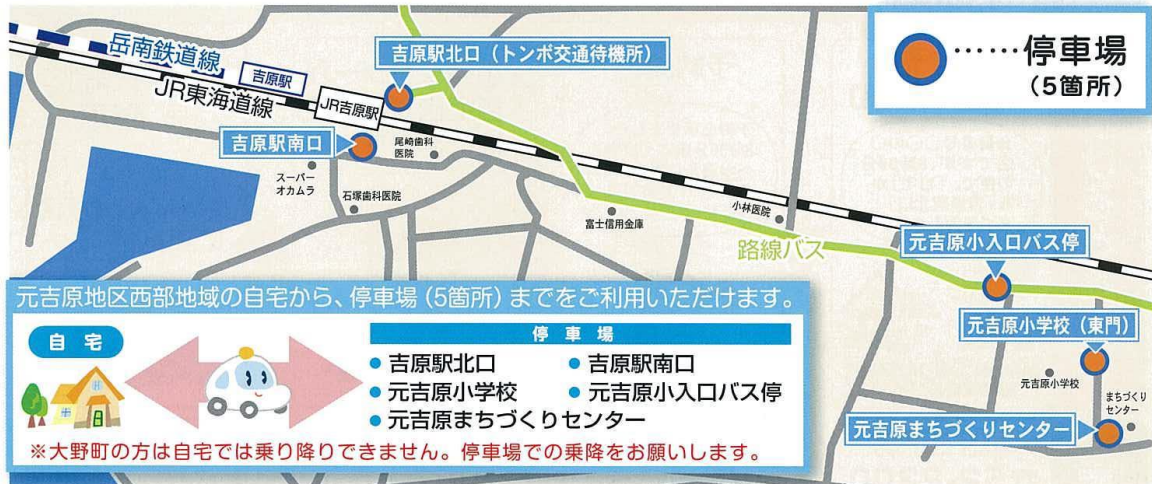 岳南鉄道線
吉原駅
JR東海道線
JR吉原駅
吉原駅北口（トンボ交通待機所）
吉原駅南口
尾崎歯科
医院
スーパー
オカムラ
石塚歯科医院
富士信用金庫
小林医院
路線バス
……停車場
（5箇所）
元吉原小入口バス停
元吉原小学校（東門）
元吉原小学校
まちづくり
センター
元吉原まちづくりセンター
元吉原地区西部地域の自宅から、停車場（5箇所）までをご利用いただけます。
自宅
停車場
● 吉原駅北口 ● 吉原駅南口
● 元吉原小学校 ● 元吉原小入口バス停
● 元吉原まちづくりセンター
※大野町の方は自宅では乗り降りできません。停車場での乗降をお願いします。